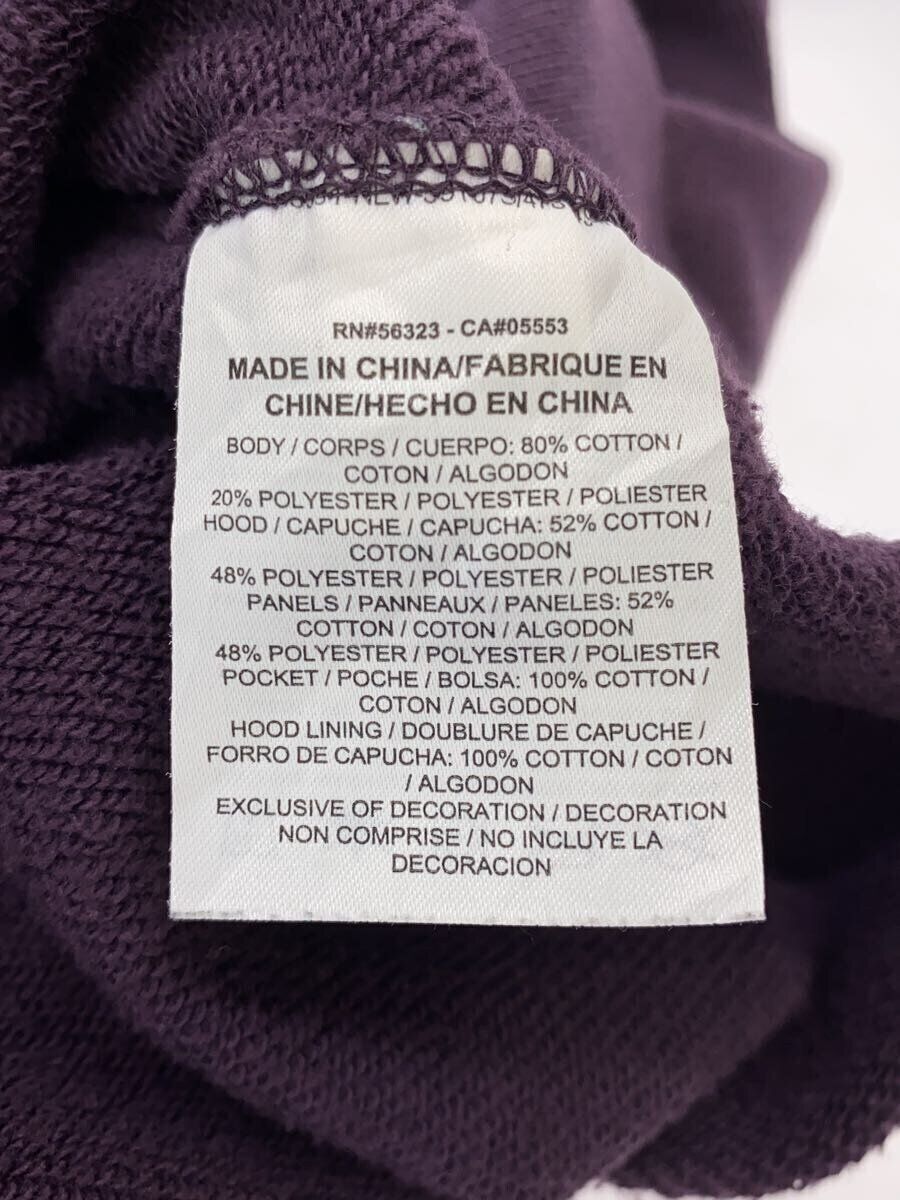 RN#56323 - CA#05553
MADE IN CHINA/FABRIQUE EN
CHINE/HECHO EN CHINA
BODY / CORPS / CUERPO: 80% COTTON /
COTON / ALGODON
20% POLYESTER / POLYESTER / POLIESTER
HOOD / CAPUCHE / CAPUCHA: 52% COTTON /
COTON / ALGODON
48% POLYESTER / POLYESTER / POLIESTER
PANELS / PANNEAUX / PANELES: 52%
COTTON / COTON / ALGODON
48% POLYESTER / POLYESTER / POLIESTER
POCKET / POCHE / BOLSA: 100% COTTON /
COTON / ALGODON
HOOD LINING / DOUBLURE DE CAPUCHE /
FORRO DE CAPUCHA: 100% COTTON / COTON
/ ALGODON
EXCLUSIVE OF DECORATION / DECORATION
NON COMPRISE / NO INCLUYE LA
DECORACION